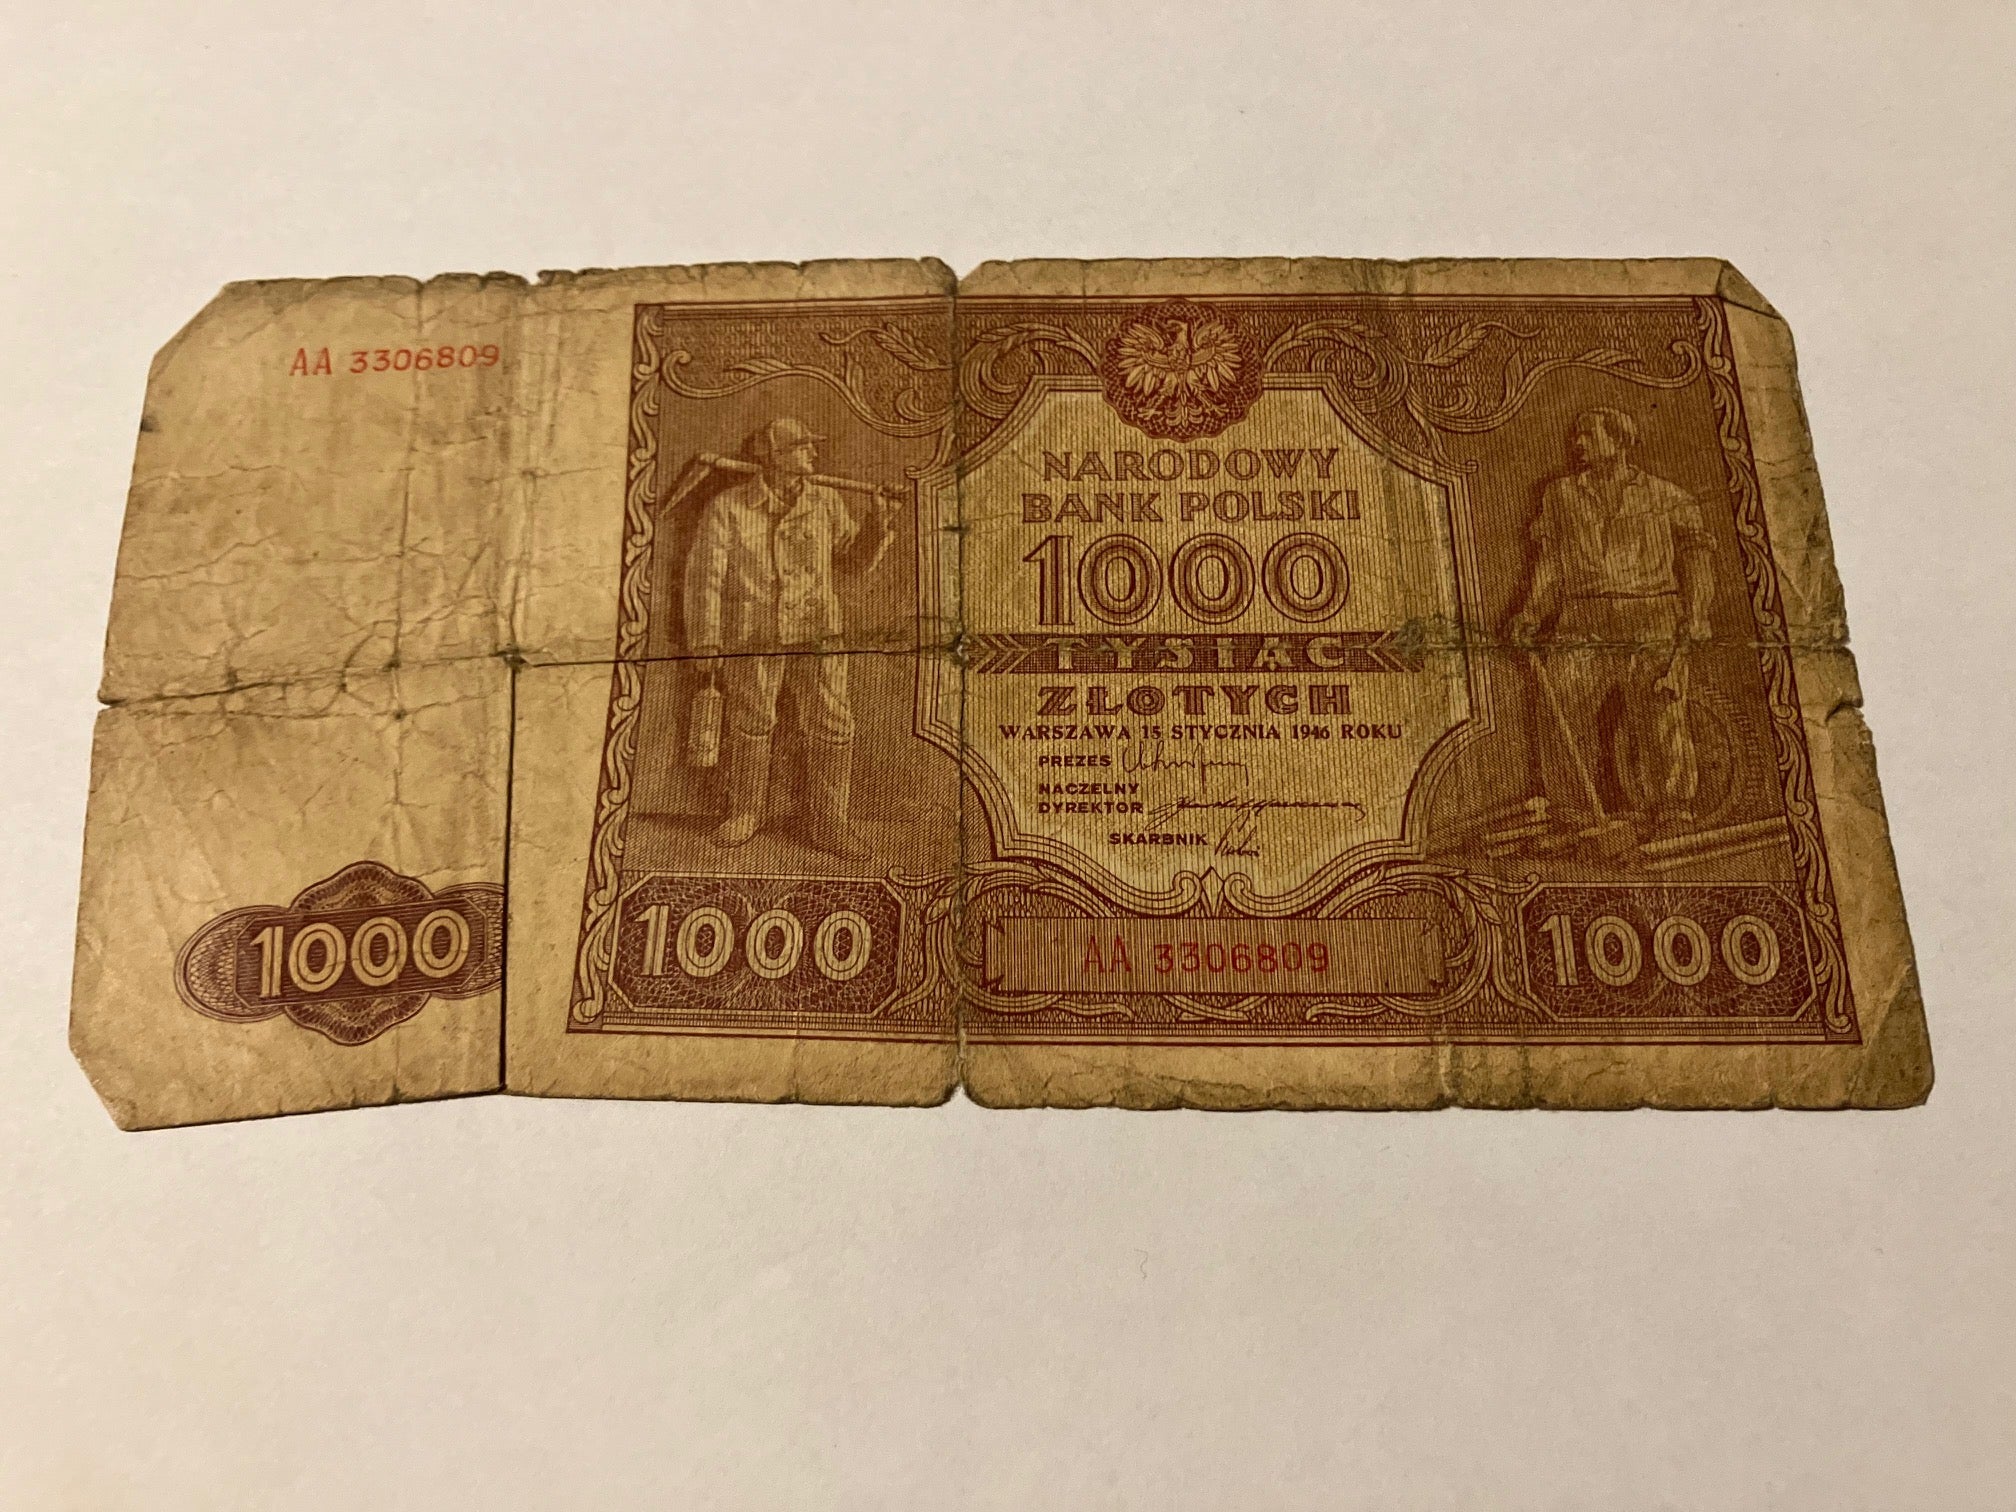 AA 3306809
NARODOWY
BANK POLSKI
1000
TYSIĄC
ZŁOTYCH
WARSZAWA 15 STYCZNIA 1946 ROKU
PREZES
NACZELNY
DYREKTOR
SKARBNIK
1000
1000
AA 3306809
1000